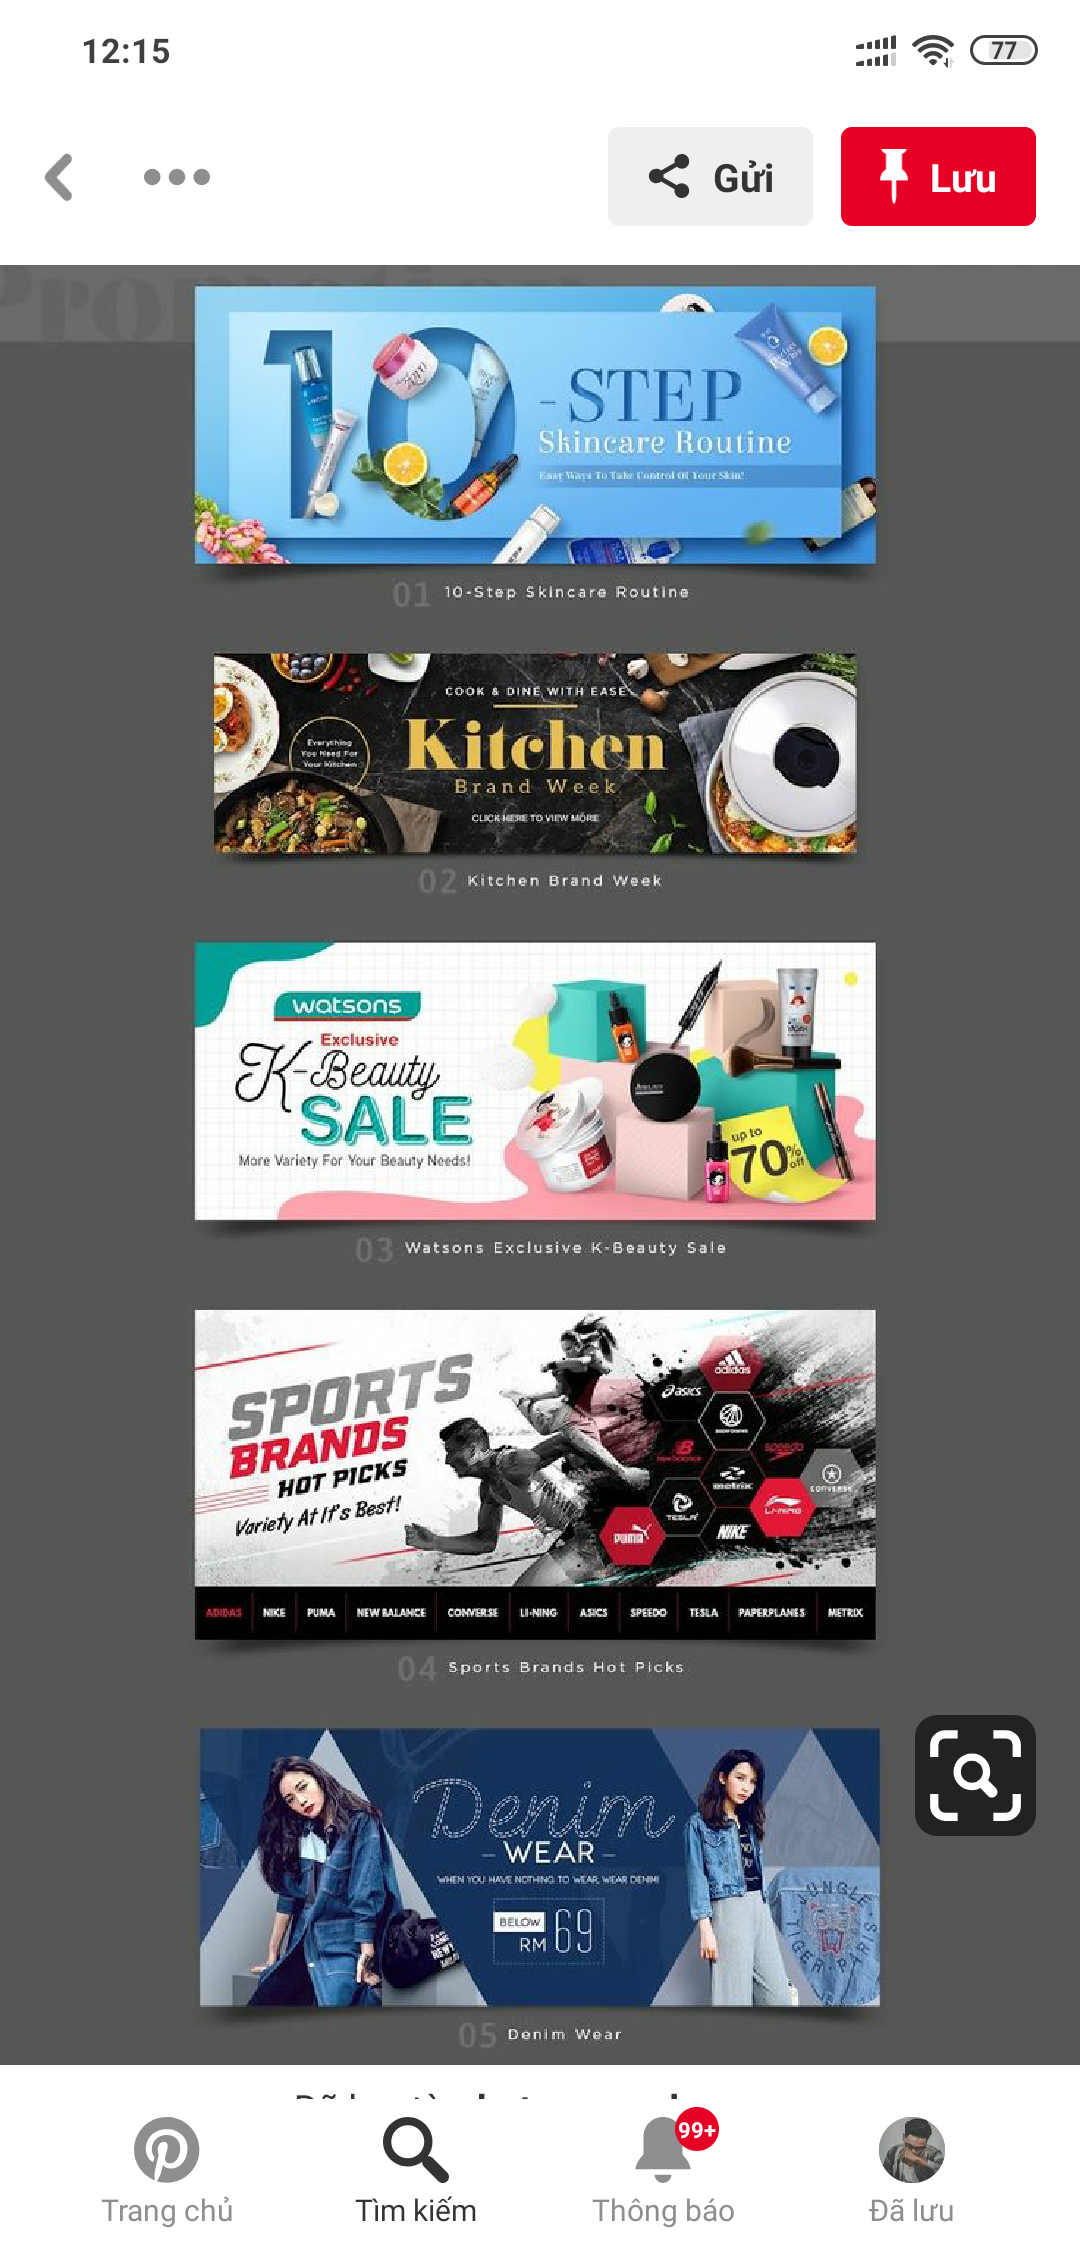 12:15
77
Gửi
Lưu
Promotion
10
-STEP
Skincare Routine
Easy Ways To Take Control Of Your Skin!
01 10-Step Skincare Routine
COOK & DINE WITH EASE
Everything
You Need For
Your Kitchen
Kitchen
Brand Week
CLICK HERE TO VIEW MORE
02 Kitchen Brand Week
watsons
Exclusive
K-Beauty
SALE
More Variety For Your Beauty Needs!
up to
70% off
03 Watsons Exclusive K-Beauty Sale
SPORTS
BRANDS
HOT PICKS
Variety At It's Best!
adidas
asics
new balance
speedo
metrix
CONVERSE
TESLA
LI-NING
PUMA
NIKE
ADIDAS NIKE PUMA NEW BALANCE CONVERSE LI-NING ASICS SPEEDO TESLA PAPERPLANES METRIX
04 Sports Brands Hot Picks
Denim
- WEAR -
WHEN YOU HAVE NOTHING TO WEAR, WEAR DENIM!
BELOW
RM 69
JUNGLE
TIGER PARIS
05 Denim Wear
99+
Trang chủ
Tìm kiếm
Thông báo
Đã lưu